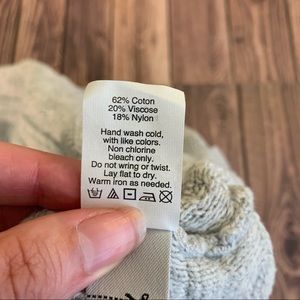 62% Coton
20% Viscose
18% Nylon
Hand wash cold,
with like colors.
Non chlorine
bleach only.
Do not wring or twist.
Lay flat to dry.
Warm iron as needed.